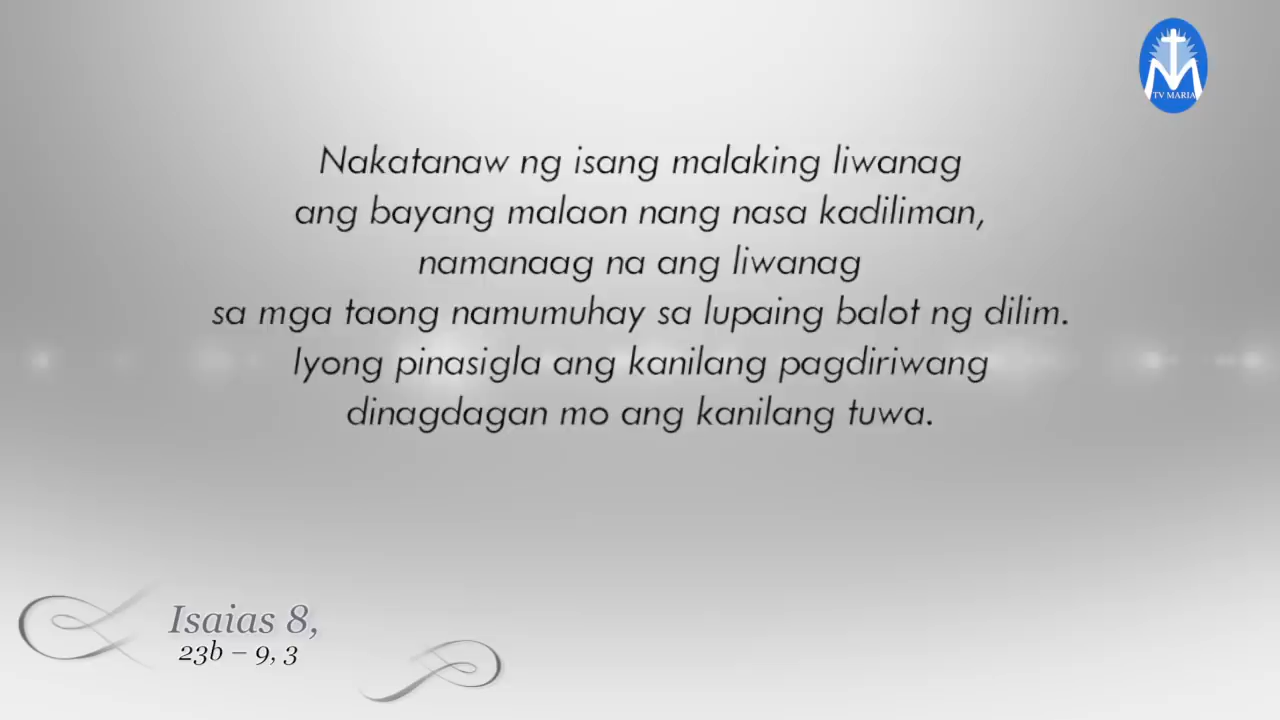 TV MARIA
Nakatanaw ng isang malaking liwanag
ang bayang malaon nang nasa kadiliman,
namanaag na ang liwanag
sa mga taong namumuhay sa lupaing balot ng dilim.
Iyong pinasigla ang kanilang pagdiriwang
dinagdagan mo ang kanilang tuwa.
Isaias 8,
23b – 9, 3